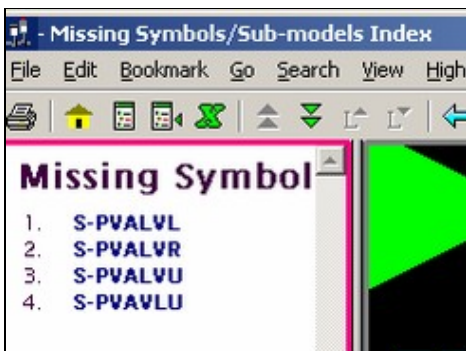 - Missing Symbols/Sub-models Index
File Edit Bookmark Go Search View High
Missing Symbol
1. S-PVALVL
2. S-PVALVR
3. S-PVALVU
4. S-PVAVLU